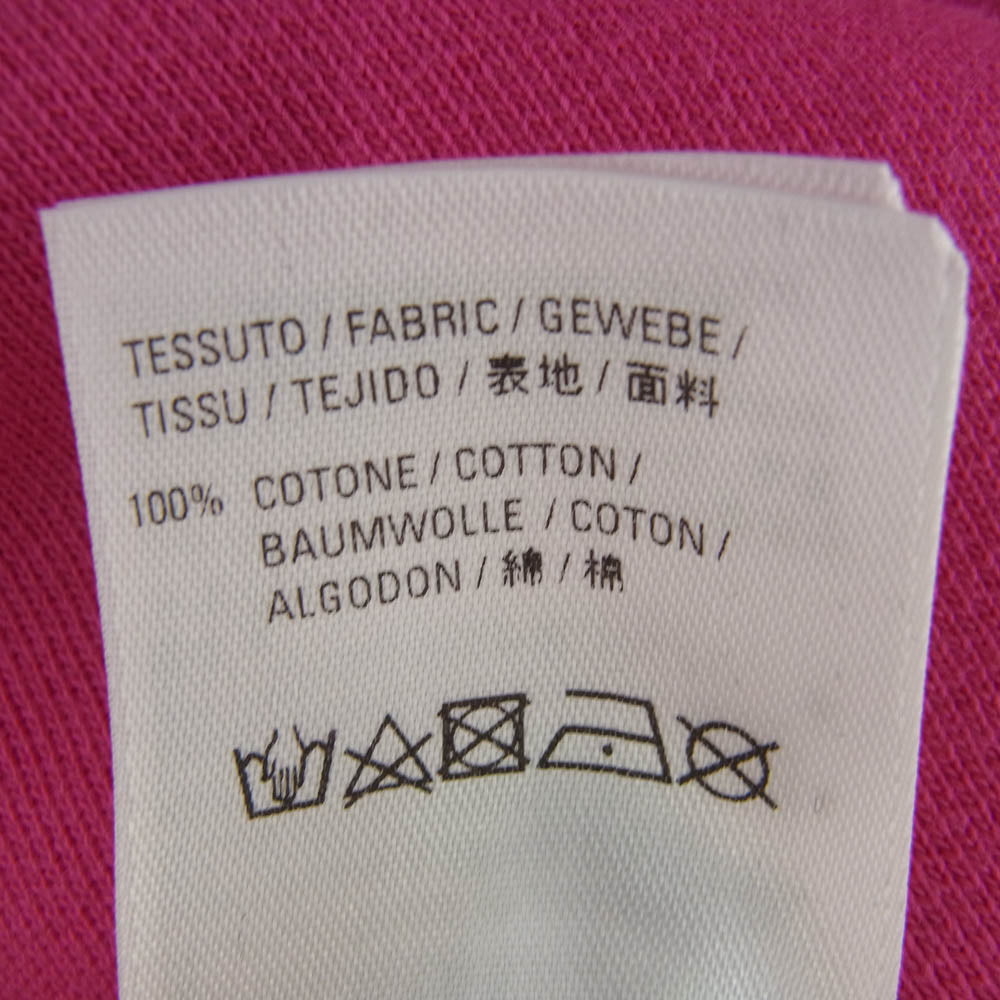 TESSUTO / FABRIC / GEWEBE /
TISSU / TEJIDO / 表地 / 面料
100% COTONE / COTTON /
BAUMWOLLE / COTON /
ALGODON / 綿 / 棉